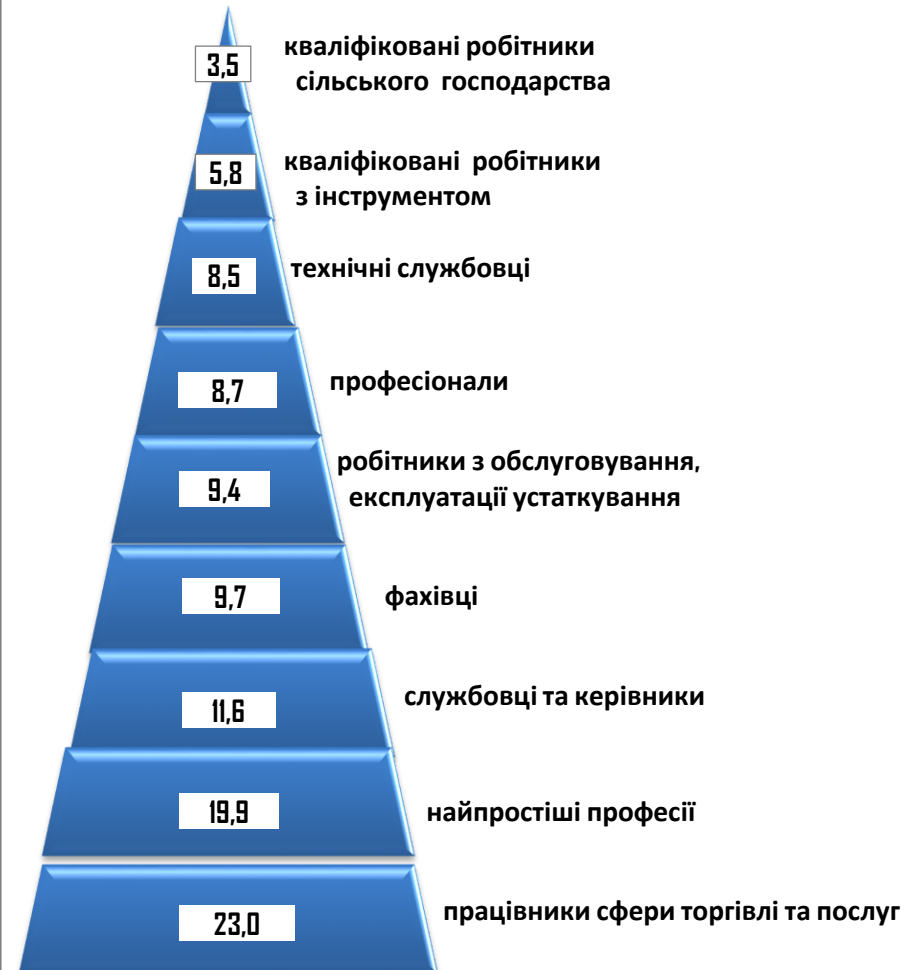 3,5
кваліфіковані робітники
сільського господарства
5,8
кваліфіковані робітники
з інструментом
8,5
технічні службовці
8,7
професіонали
9,4
робітники з обслуговування,
експлуатації устаткування
9,7
фахівці
11,6
службовці та керівники
19,9
найпростіші професії
23,0
працівники сфери торгівлі та послуг